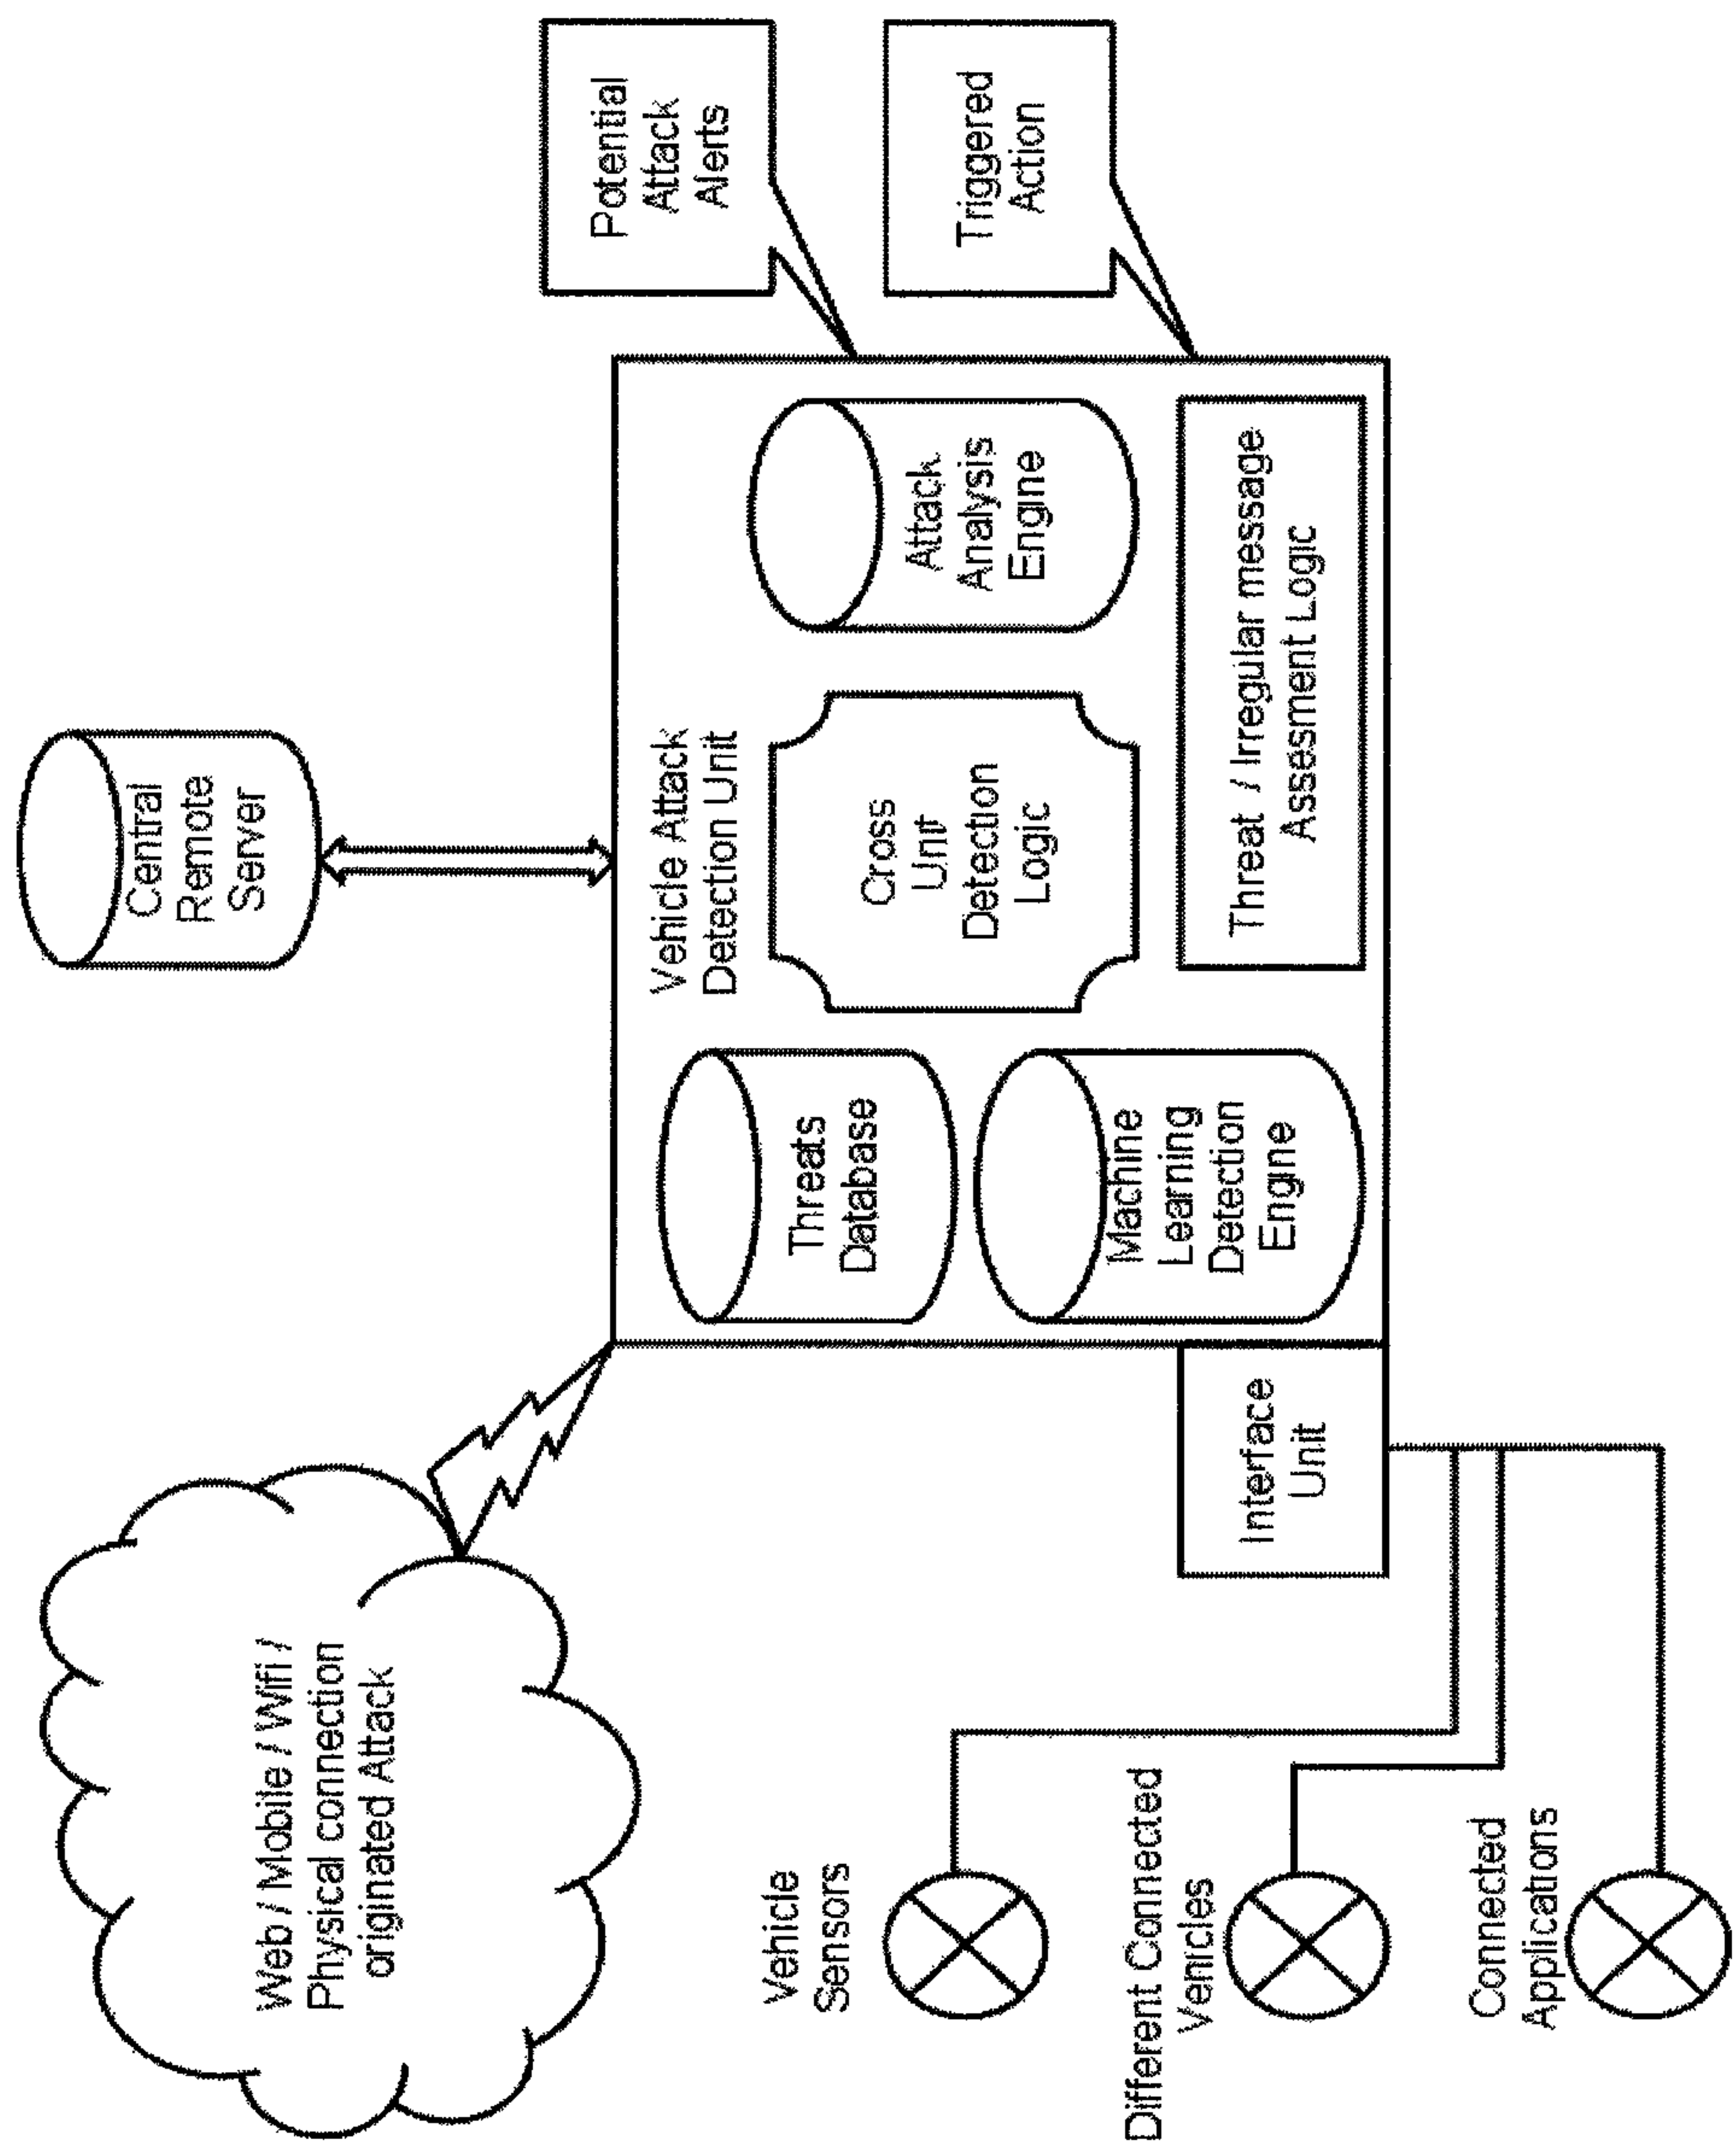 Web / Mobile / Wifi /
Physical connection
originated Attack
Central
Remote
Server
Vehicle Attack
Detection Unit
Threats
Database
Machine
Learning
Detection
Engine
Cross
Unit
Detection
Logic
Attack
Analysis
Engine
Threat / Irregular message
Assesment Logic
Potential
Attack
Alerts
Triggered
Action
Interface
Unit
Vehicle
Sensors
Different Connected
Vehicles
Connected
Applications